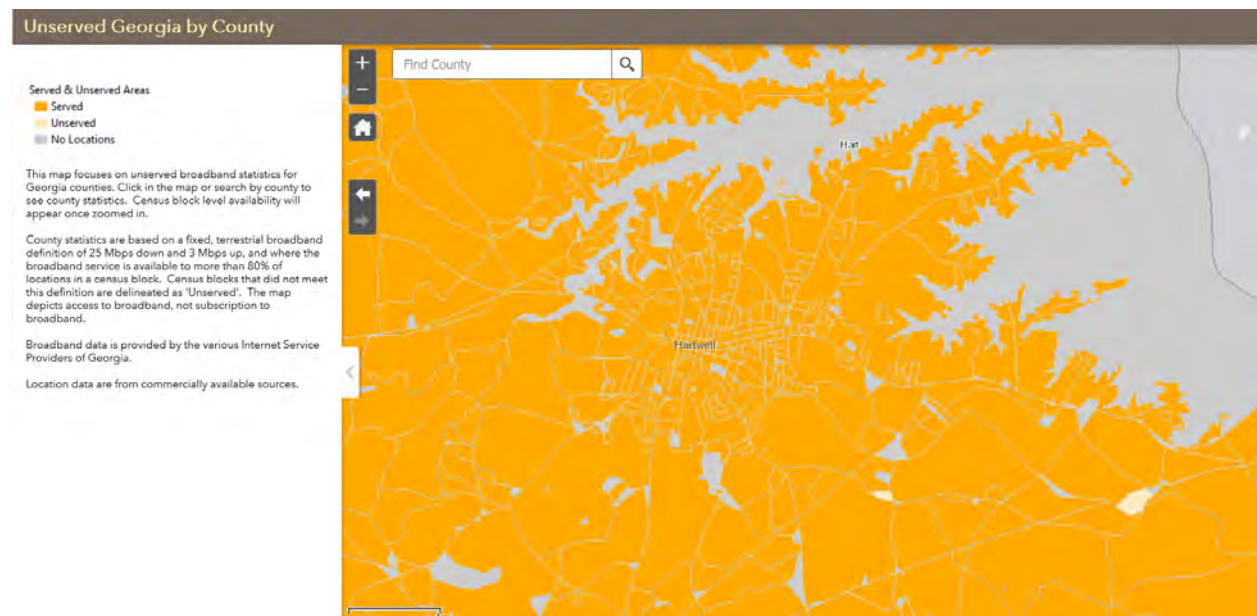 Unserved Georgia by County
Served & Unserved Areas
Served
Unserved
No Locations
This map focuses on unserved broadband statistics for
Georgia counties. Click in the map or search by county to
see county statistics. Census block level availability will
appear once zoomed in.
County statistics are based on a fixed, terrestrial broadband
definition of 25 Mbps down and 3 Mbps up, and where the
broadband service is available to more than 80% of
locations in a census block. Census blocks that did not meet
this definition are delineated as 'Unserved'. The map
depicts access to broadband, not subscription to
broadband.
Broadband data is provided by the various Internet Service
Providers of Georgia.
Location data are from commercially available sources.
Find County
Hart
Hartwell